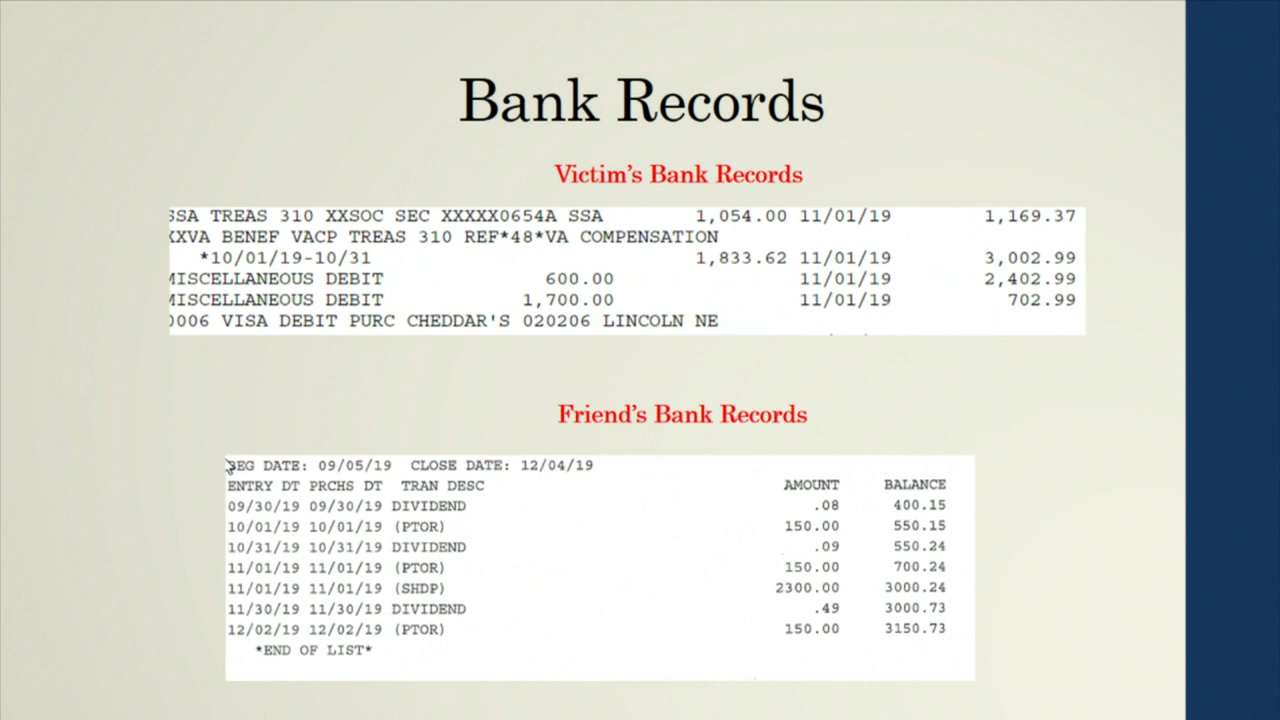 Bank Records
Victim's Bank Records
SSA TREAS 310 XXSOC SEC XXXXX0654A SSA 1,054.00 11/01/19 1,169.37
XXVA BENEF VACP TREAS 310 REF*48*VA COMPENSATION
*10/01/19-10/31 1,833.62 11/01/19 3,002.99
MISCELLANEOUS DEBIT 600.00 11/01/19 2,402.99
MISCELLANEOUS DEBIT 1,700.00 11/01/19 702.99
0006 VISA DEBIT PURC CHEDDAR'S 020206 LINCOLN NE
Friend's Bank Records
BEG DATE: 09/05/19 CLOSE DATE: 12/04/19
ENTRY DT PRCHS DT TRAN DESC AMOUNT BALANCE
09/30/19 09/30/19 DIVIDEND .08 400.15
10/01/19 10/01/19 (PTOR) 150.00 550.15
10/31/19 10/31/19 DIVIDEND .09 550.24
11/01/19 11/01/19 (PTOR) 150.00 700.24
11/01/19 11/01/19 (SHDP) 2300.00 3000.24
11/30/19 11/30/19 DIVIDEND .49 3000.73
12/02/19 12/02/19 (PTOR) 150.00 3150.73
*END OF LIST*